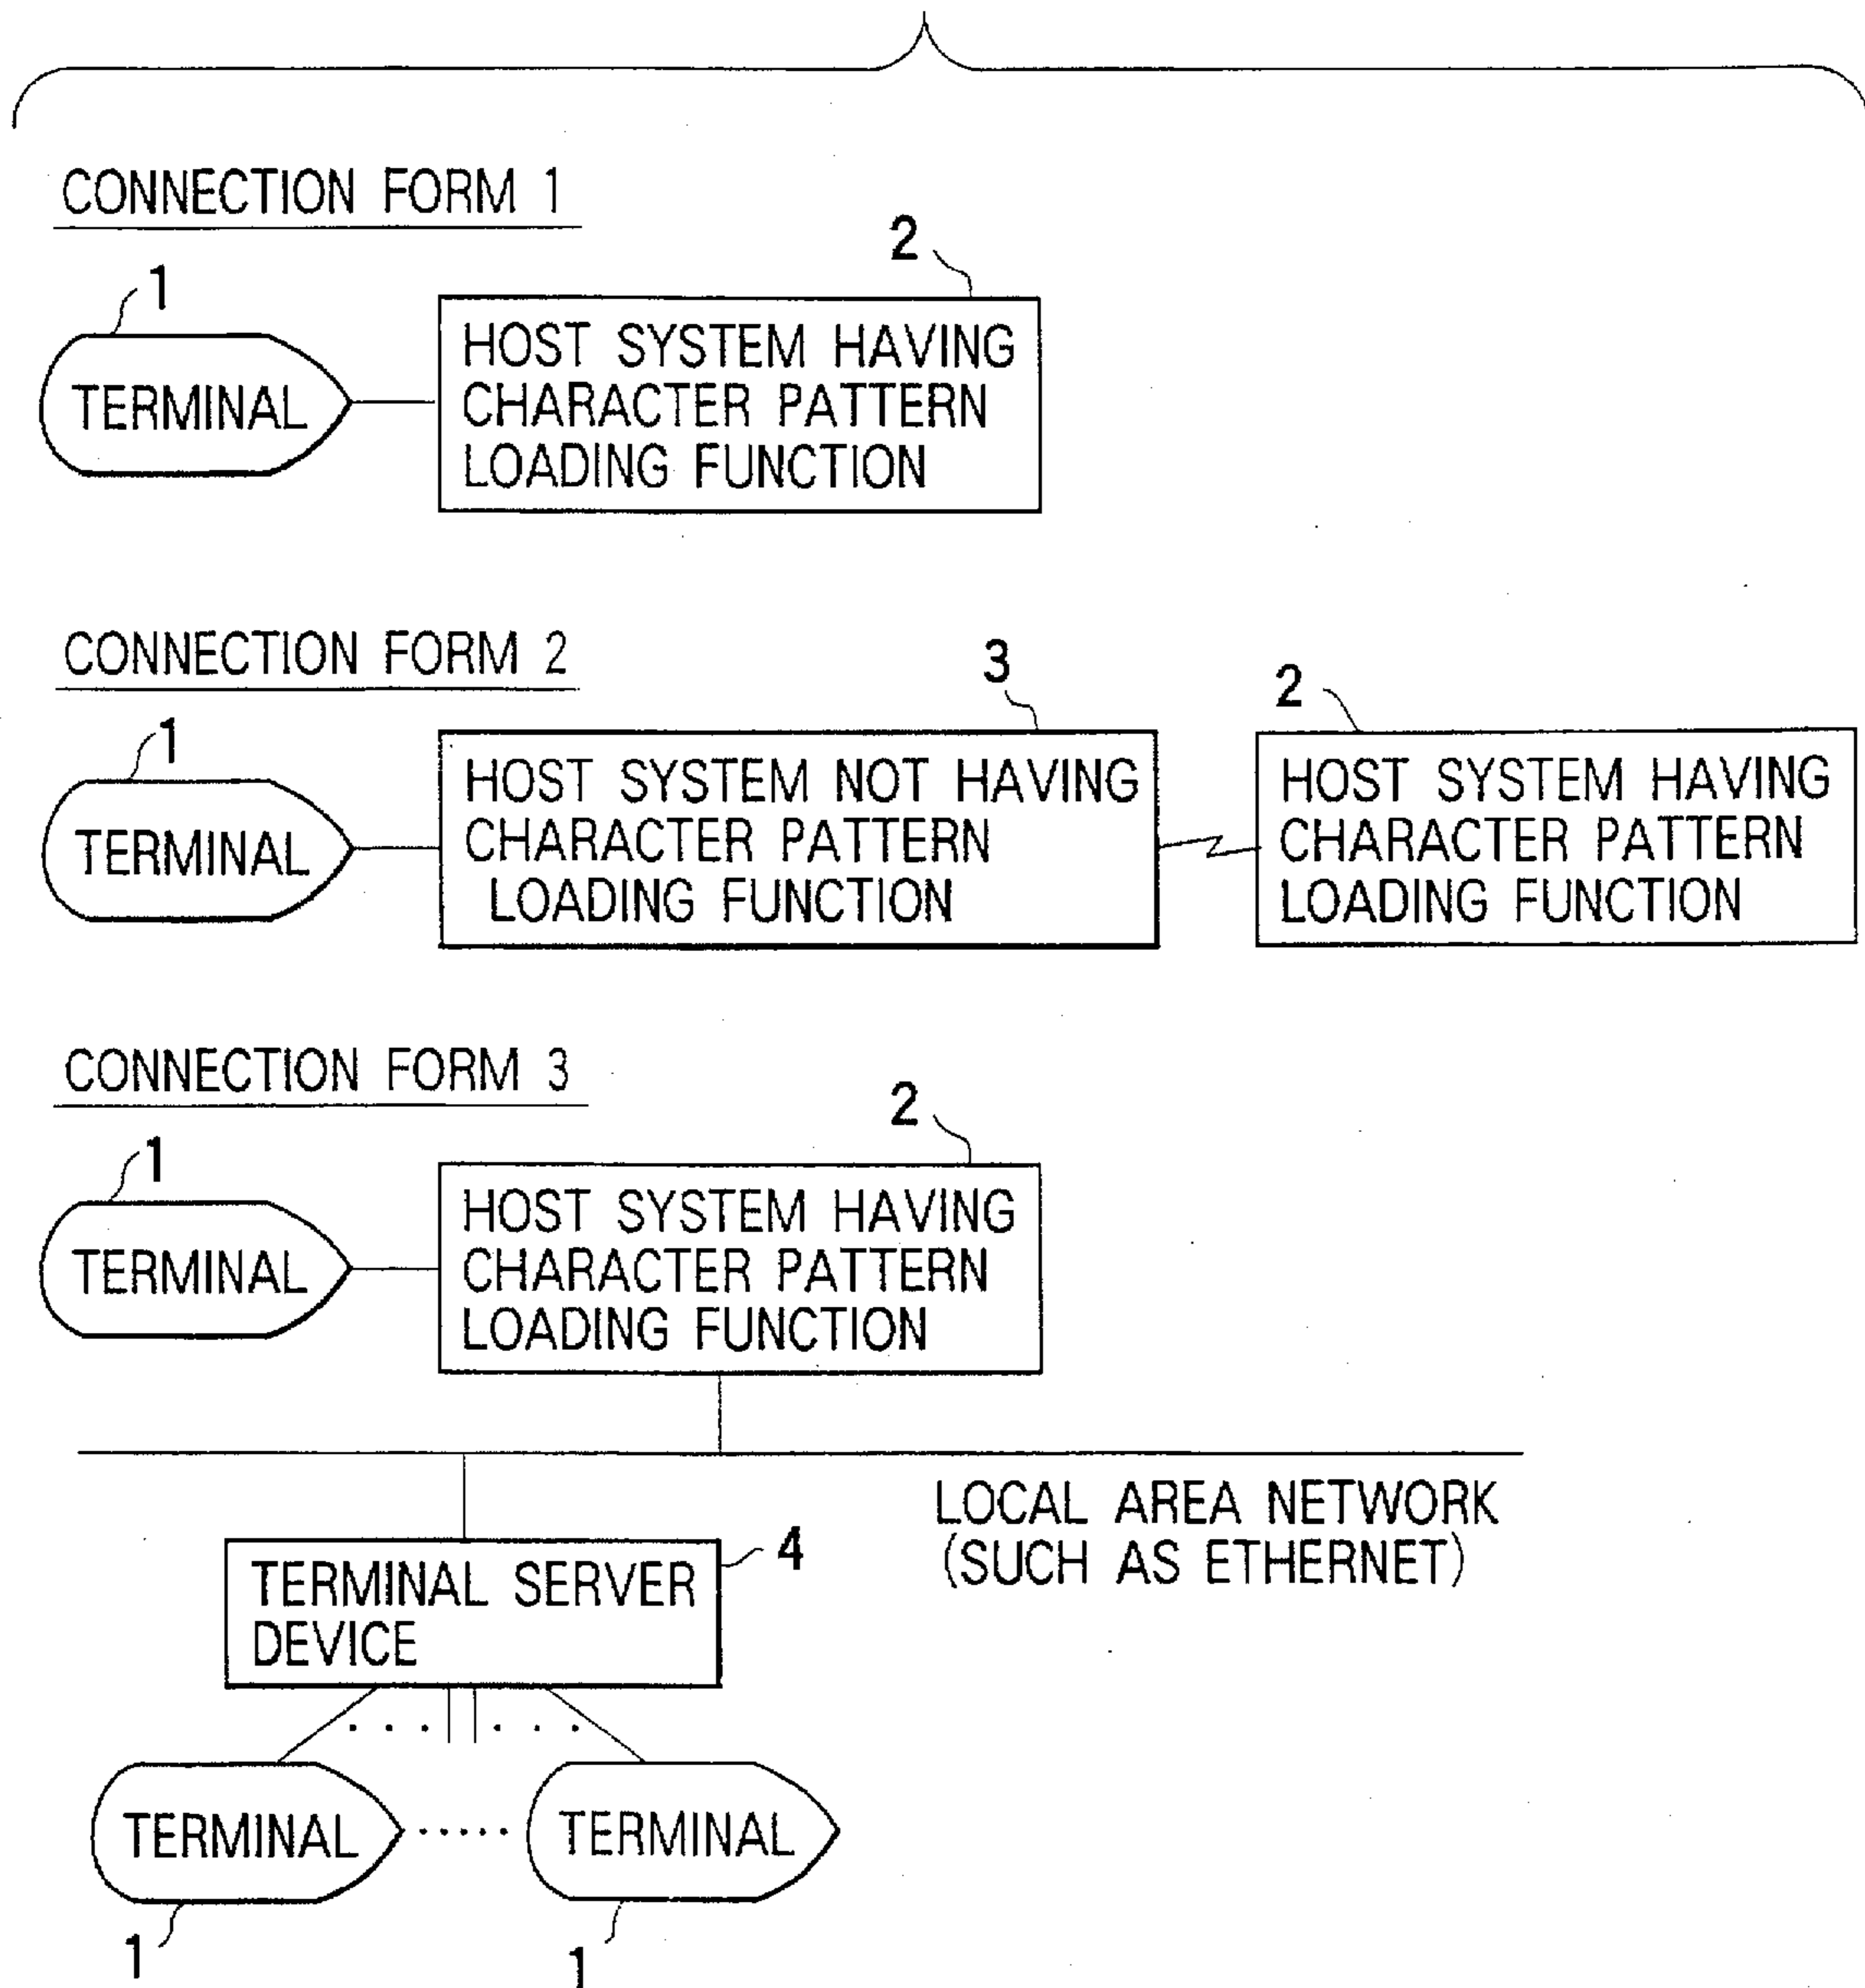 CONNECTION FORM 1
1
2
TERMINAL
HOST SYSTEM HAVING
CHARACTER PATTERN
LOADING FUNCTION
CONNECTION FORM 2
1
3
2
TERMINAL
HOST SYSTEM NOT HAVING
CHARACTER PATTERN
LOADING FUNCTION
HOST SYSTEM HAVING
CHARACTER PATTERN
LOADING FUNCTION
CONNECTION FORM 3
1
2
TERMINAL
HOST SYSTEM HAVING
CHARACTER PATTERN
LOADING FUNCTION
LOCAL AREA NETWORK
(SUCH AS ETHERNET)
4
TERMINAL SERVER
DEVICE
TERMINAL
TERMINAL
1
1